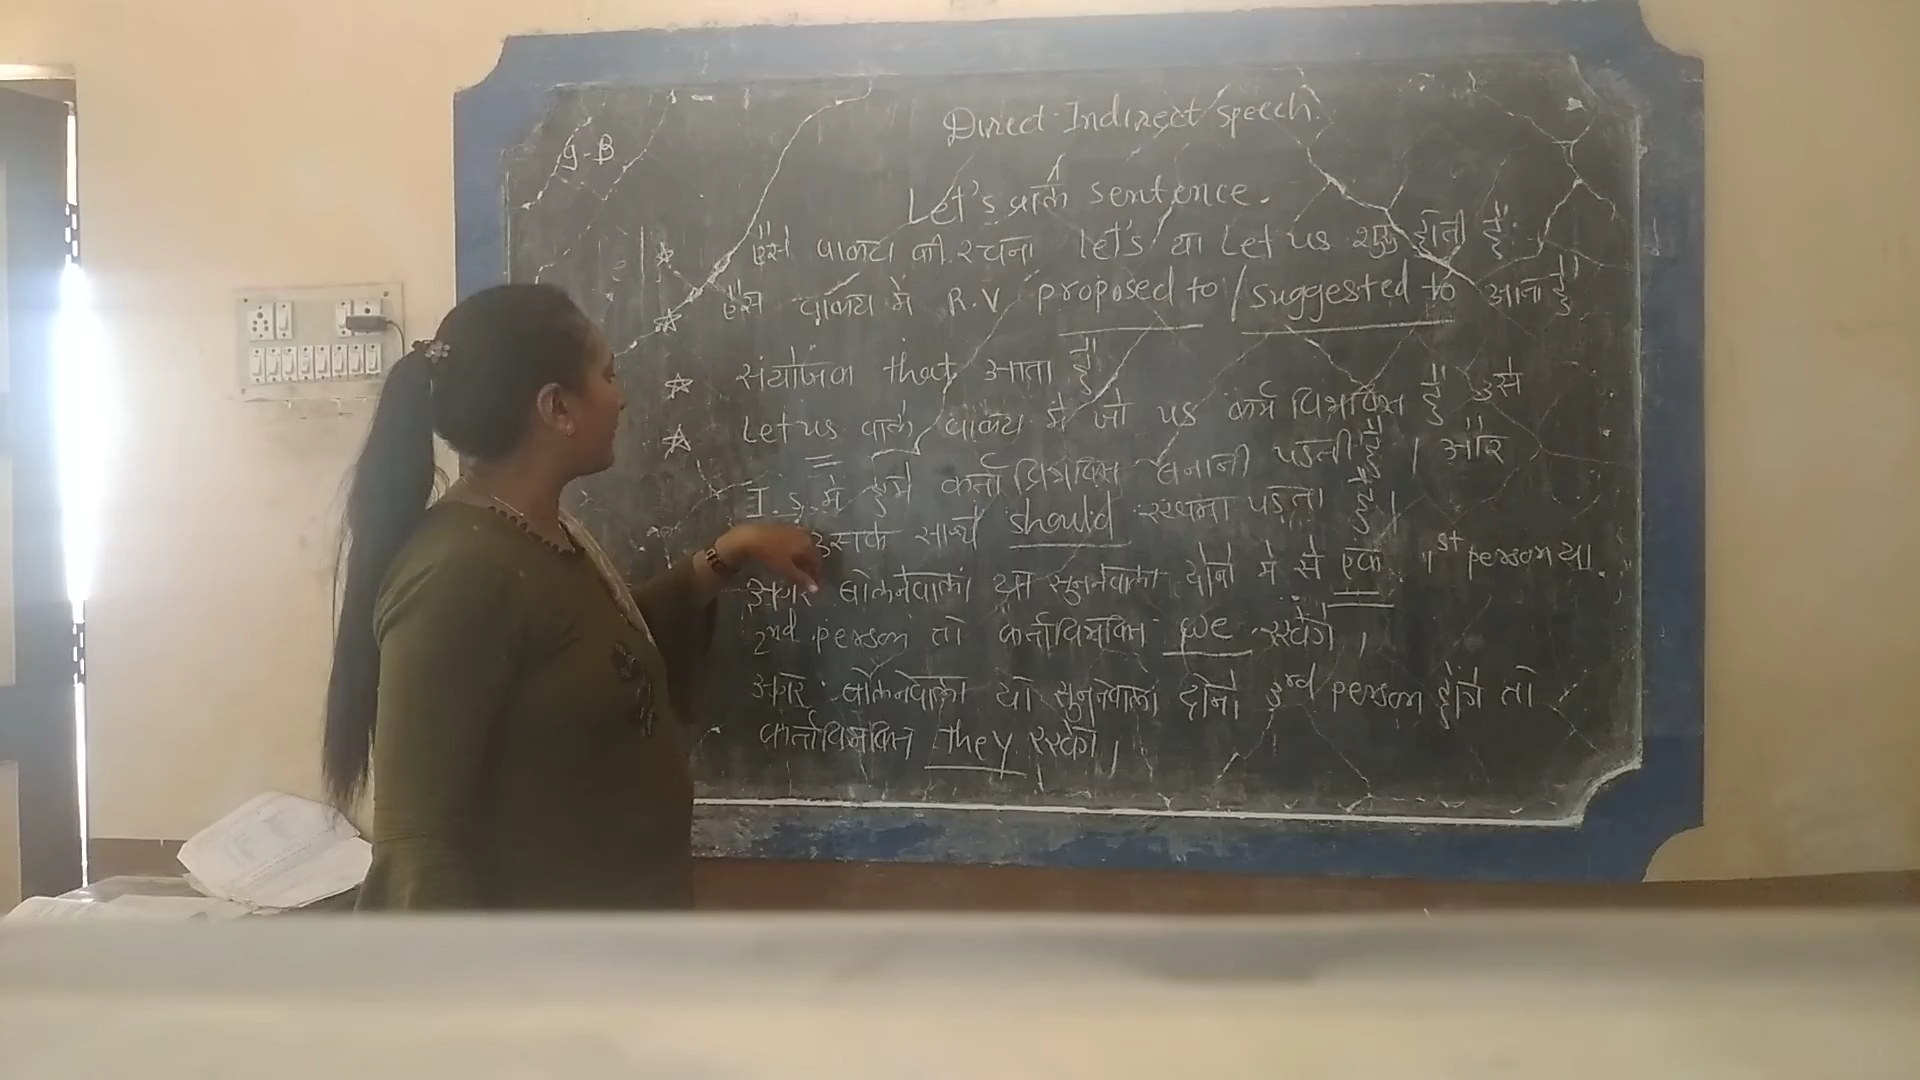 Direct-Indirect speech.
9-B
Let's वाले sentence.
ऐसे वाक्य की रचना let's या Let us शुरु होती है.
ऐसे वाक्य मे R.V proposed to / suggested to आता है
संयोजक that आता है
Let us वाले वाक्य मे जो us कर्म विभक्ति है उसे
I.S. मे हमे कर्ता विभक्ति बनानी पडती है । और
उसके साथ should रखना पड़ता है ।
अगर बोलनेवाला या सुननेवाला दोनो मे से एक 1st person या
2nd person तो कर्ताविभक्ति we रखेंगे ।
अगर बोलनेवाला या सुननेवाला दोनो 3rd person होंगे तो
कर्ताविभक्ति they रखेंगे ।